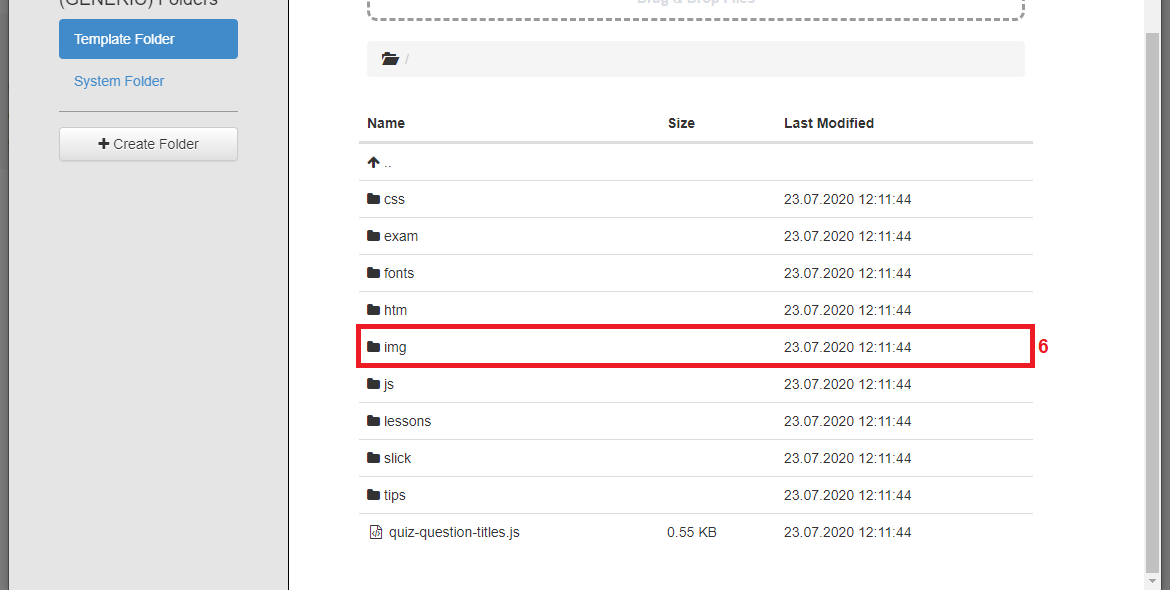 (GENERIC) Folders
Drag & Drop Files
Template Folder
System Folder
Create Folder
/
Name Size Last Modified
..
css 23.07.2020 12:11:44
exam 23.07.2020 12:11:44
fonts 23.07.2020 12:11:44
htm 23.07.2020 12:11:44
img 23.07.2020 12:11:44 6
js 23.07.2020 12:11:44
lessons 23.07.2020 12:11:44
slick 23.07.2020 12:11:44
tips 23.07.2020 12:11:44
quiz-question-titles.js 0.55 KB 23.07.2020 12:11:44